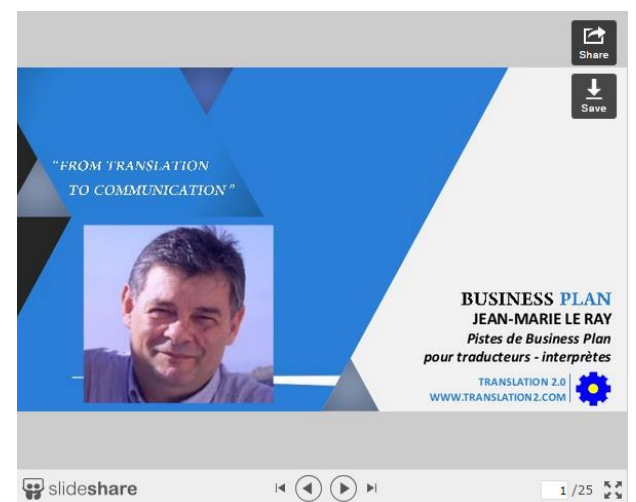 Share
Save
"FROM TRANSLATION
TO COMMUNICATION"
BUSINESS PLAN
JEAN-MARIE LE RAY
Pistes de Business Plan
pour traducteurs - interprètes
TRANSLATION 2.0
WWW.TRANSLATION2.COM
slideshare
1 /25